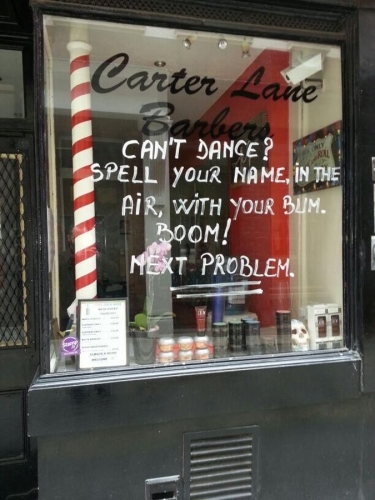 Carter Lane
Barbers
CAN'T DANCE?
SPELL YOUR NAME, IN THE
AIR, WITH YOUR BUM.
BOOM!
NEXT PROBLEM.